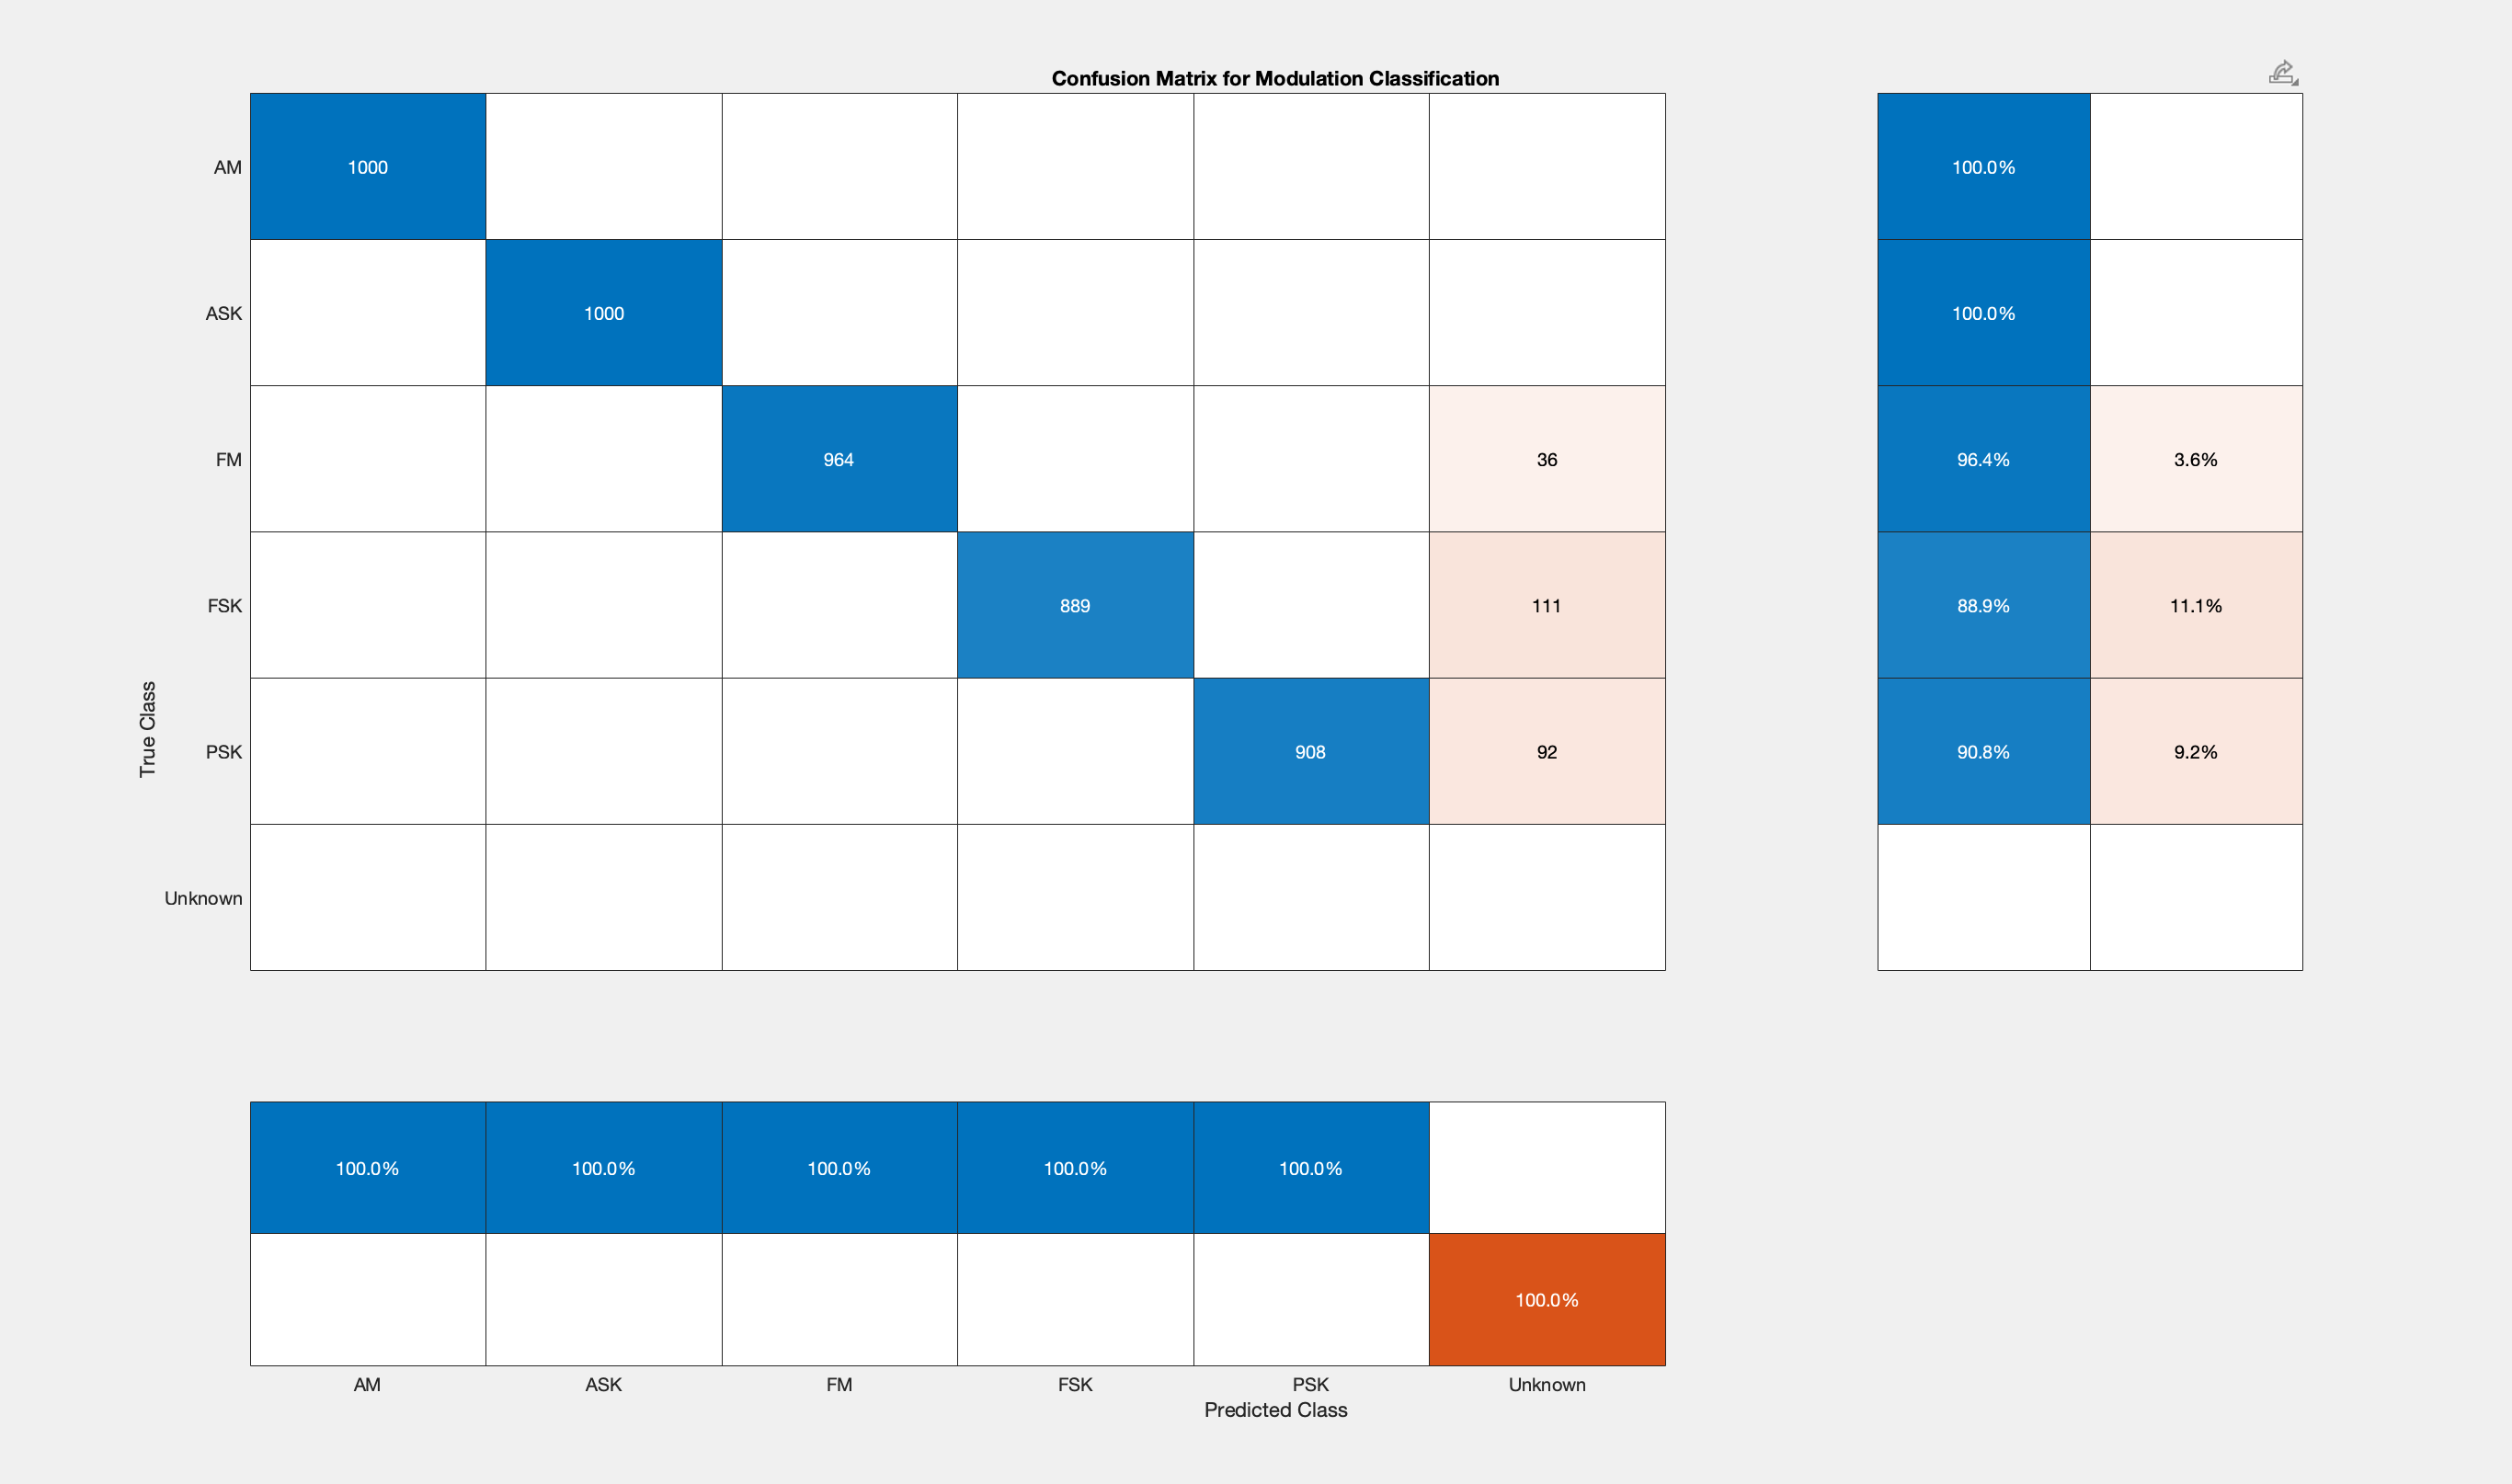 Confusion Matrix for Modulation Classification
AM 1000 100.0%
ASK 1000 100.0%
FM 964 36 96.4% 3.6%
FSK 889 111 88.9% 11.1%
PSK 908 92 90.8% 9.2%
Unknown
True Class
100.0% 100.0% 100.0% 100.0% 100.0%
100.0%
AM ASK FM FSK PSK Unknown
Predicted Class